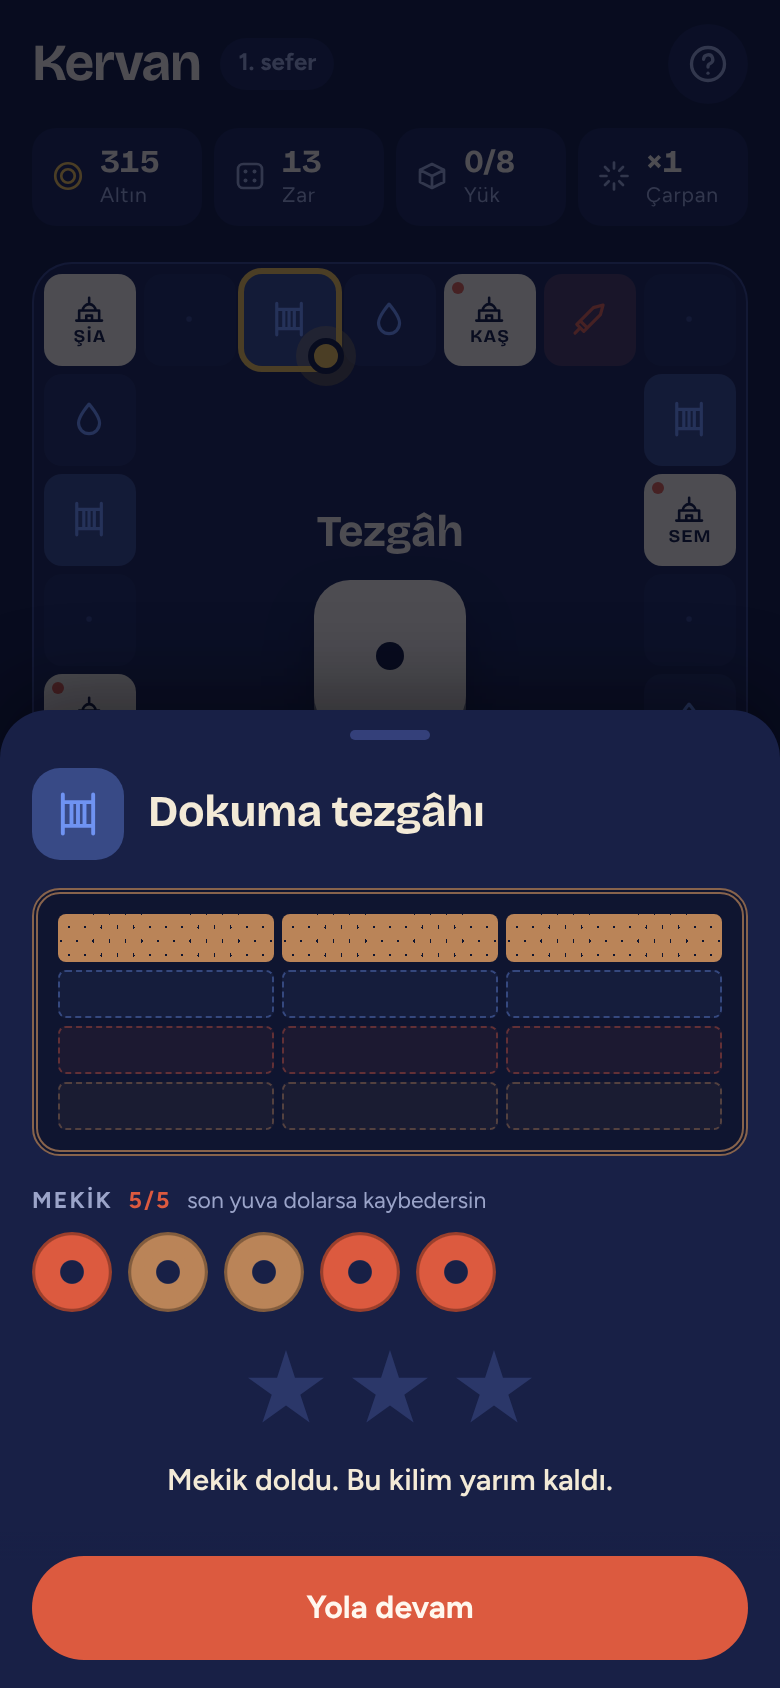 Kervan
1. sefer
315
Altın
13
Zar
0/8
Yük
×1
Çarpan
ŞİA
KAŞ
SEM
Tezgâh
Dokuma tezgâhı
MEKİK 5/5 son yuva dolarsa kaybedersin
Mekik doldu. Bu kilim yarım kaldı.
Yola devam